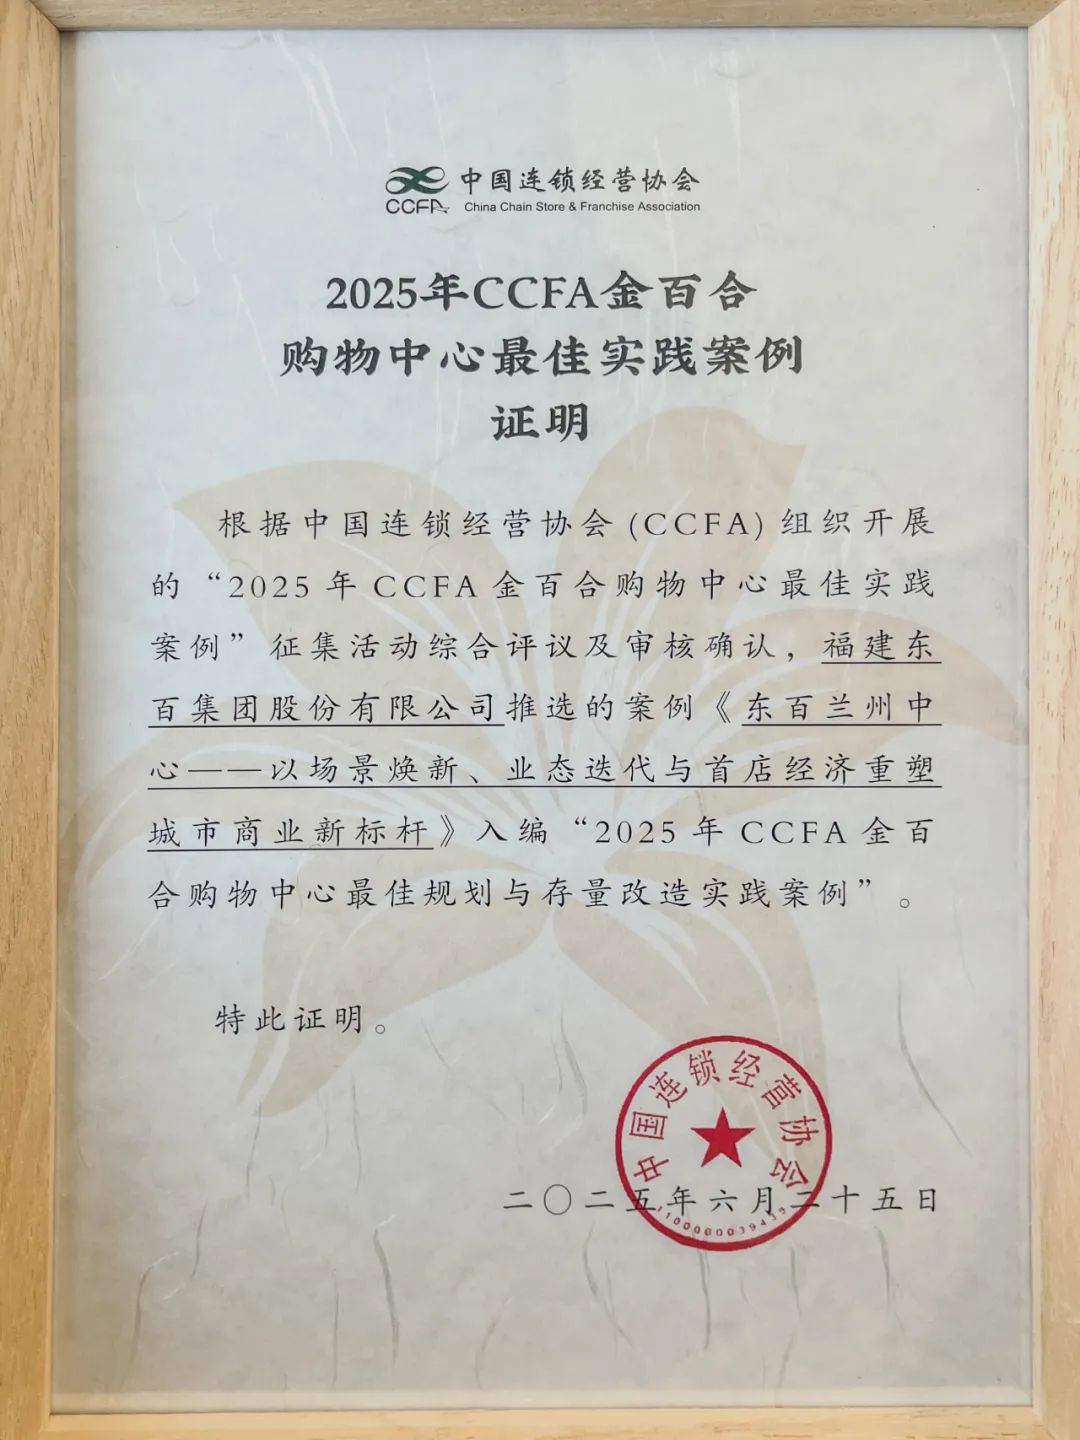 中国连锁经营协会
CCFA China Chain Store & Franchise Association
2025年CCFA金百合
购物中心最佳实践案例
证明
根据中国连锁经营协会(CCFA)组织开展
的“2025年CCFA金百合购物中心最佳实践
案例”征集活动综合评议及审核确认，福建东
百集团股份有限公司推选的案例《东百兰州中
心——以场景焕新、业态迭代与首店经济重塑
城市商业新标杆》入编“2025年CCFA金百
合购物中心最佳规划与存量改造实践案例”。
特此证明。
中国连锁经营协会
二〇二五年六月二十五日